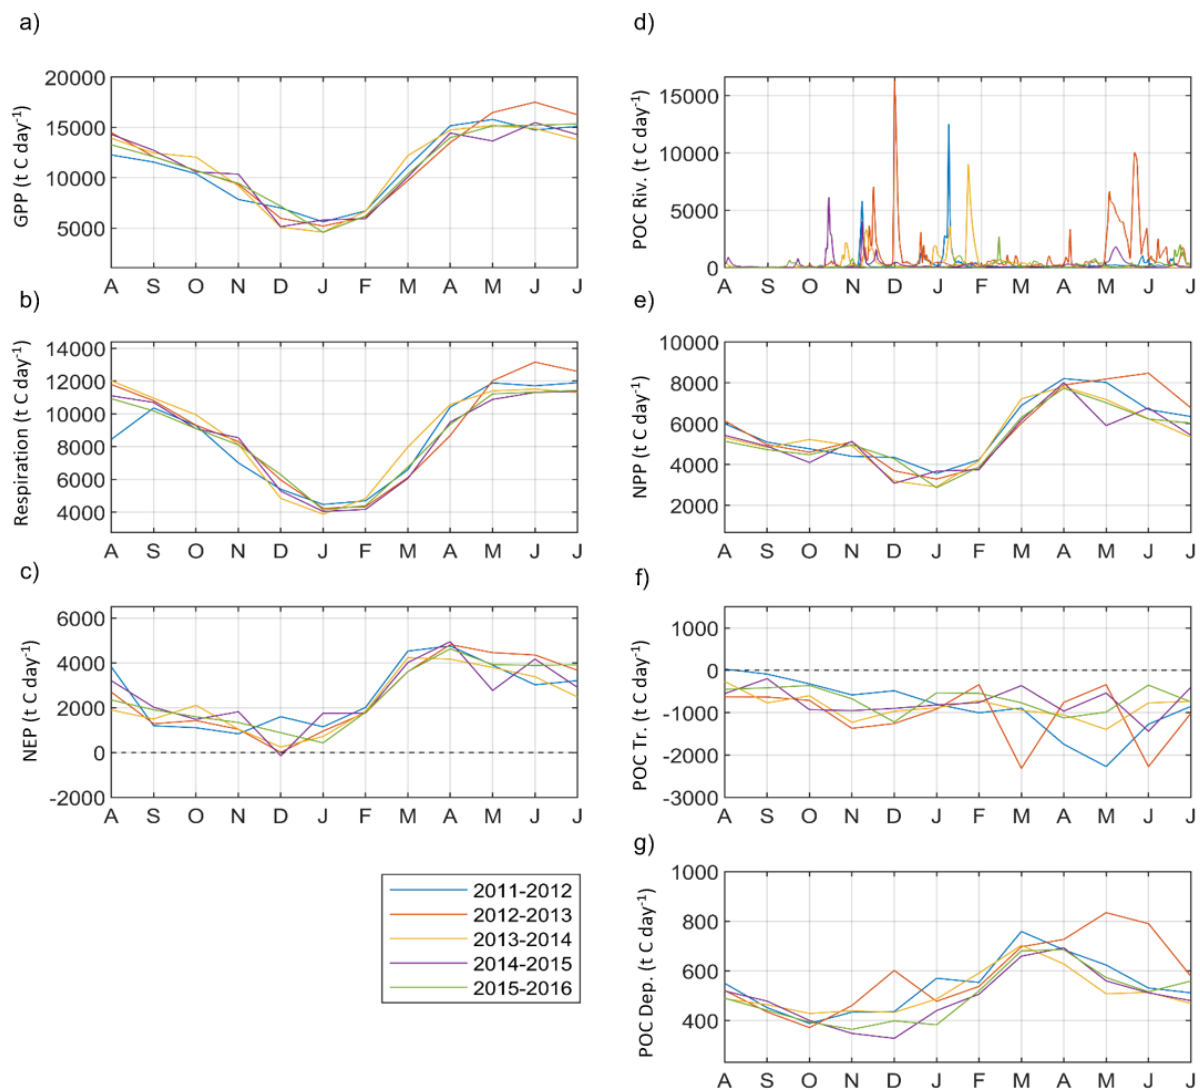 a)
GPP (t C day⁻¹)
20000
15000
10000
5000
A S O N D J F M A M J J
b)
Respiration (t C day⁻¹)
14000
12000
10000
8000
6000
4000
A S O N D J F M A M J J
c)
NEP (t C day⁻¹)
6000
4000
2000
0
-2000
A S O N D J F M A M J J
2011-2012
2012-2013
2013-2014
2014-2015
2015-2016
d)
POC Riv. (t C day⁻¹)
15000
10000
5000
0
A S O N D J F M A M J J
e)
NPP (t C day⁻¹)
10000
8000
6000
4000
2000
A S O N D J F M A M J J
f)
POC Tr. (t C day⁻¹)
1000
0
-1000
-2000
-3000
A S O N D J F M A M J J
g)
POC Dep. (t C day⁻¹)
1000
800
600
400
A S O N D J F M A M J J